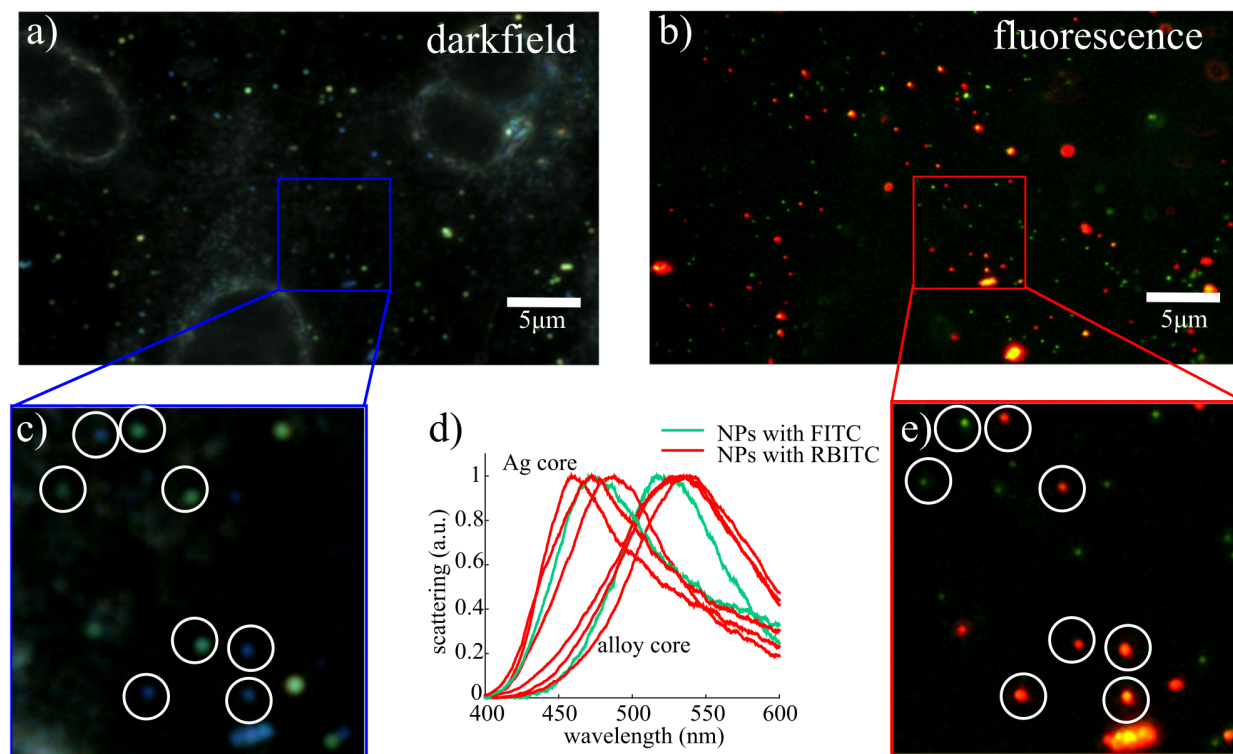 a)
darkfield
5μm
b)
fluorescence
5μm
c)
d)
NPs with FITC
NPs with RBITC
Ag core
alloy core
1
0.8
0.6
0.4
0.2
0
scattering (a.u.)
400
450
500
550
600
wavelength (nm)
e)